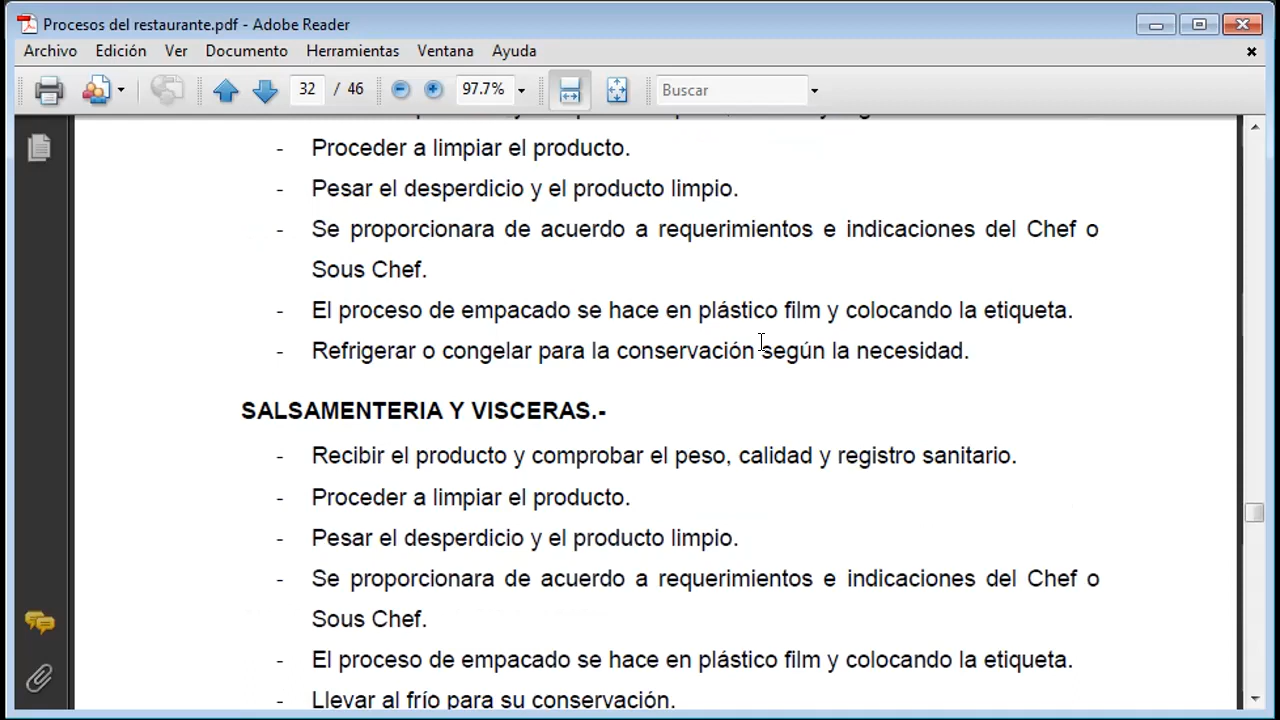 Procesos del restaurante.pdf - Adobe Reader
Archivo Edición Ver Documento Herramientas Ventana Ayuda
32 / 46 97.7% Buscar
- Proceder a limpiar el producto.
- Pesar el desperdicio y el producto limpio.
- Se proporcionara de acuerdo a requerimientos e indicaciones del Chef o
Sous Chef.
- El proceso de empacado se hace en plástico film y colocando la etiqueta.
- Refrigerar o congelar para la conservación según la necesidad.
SALSAMENTERIA Y VISCERAS.-
- Recibir el producto y comprobar el peso, calidad y registro sanitario.
- Proceder a limpiar el producto.
- Pesar el desperdicio y el producto limpio.
- Se proporcionara de acuerdo a requerimientos e indicaciones del Chef o
Sous Chef.
- El proceso de empacado se hace en plástico film y colocando la etiqueta.
- Llevar al frío para su conservación.